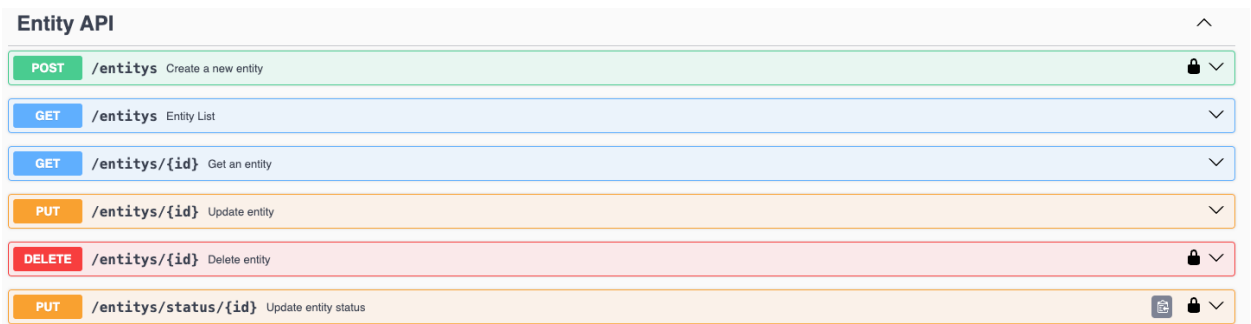 Entity API
POST /entitys Create a new entity
GET /entitys Entity List
GET /entitys/{id} Get an entity
PUT /entitys/{id} Update entity
DELETE /entitys/{id} Delete entity
PUT /entitys/status/{id} Update entity status